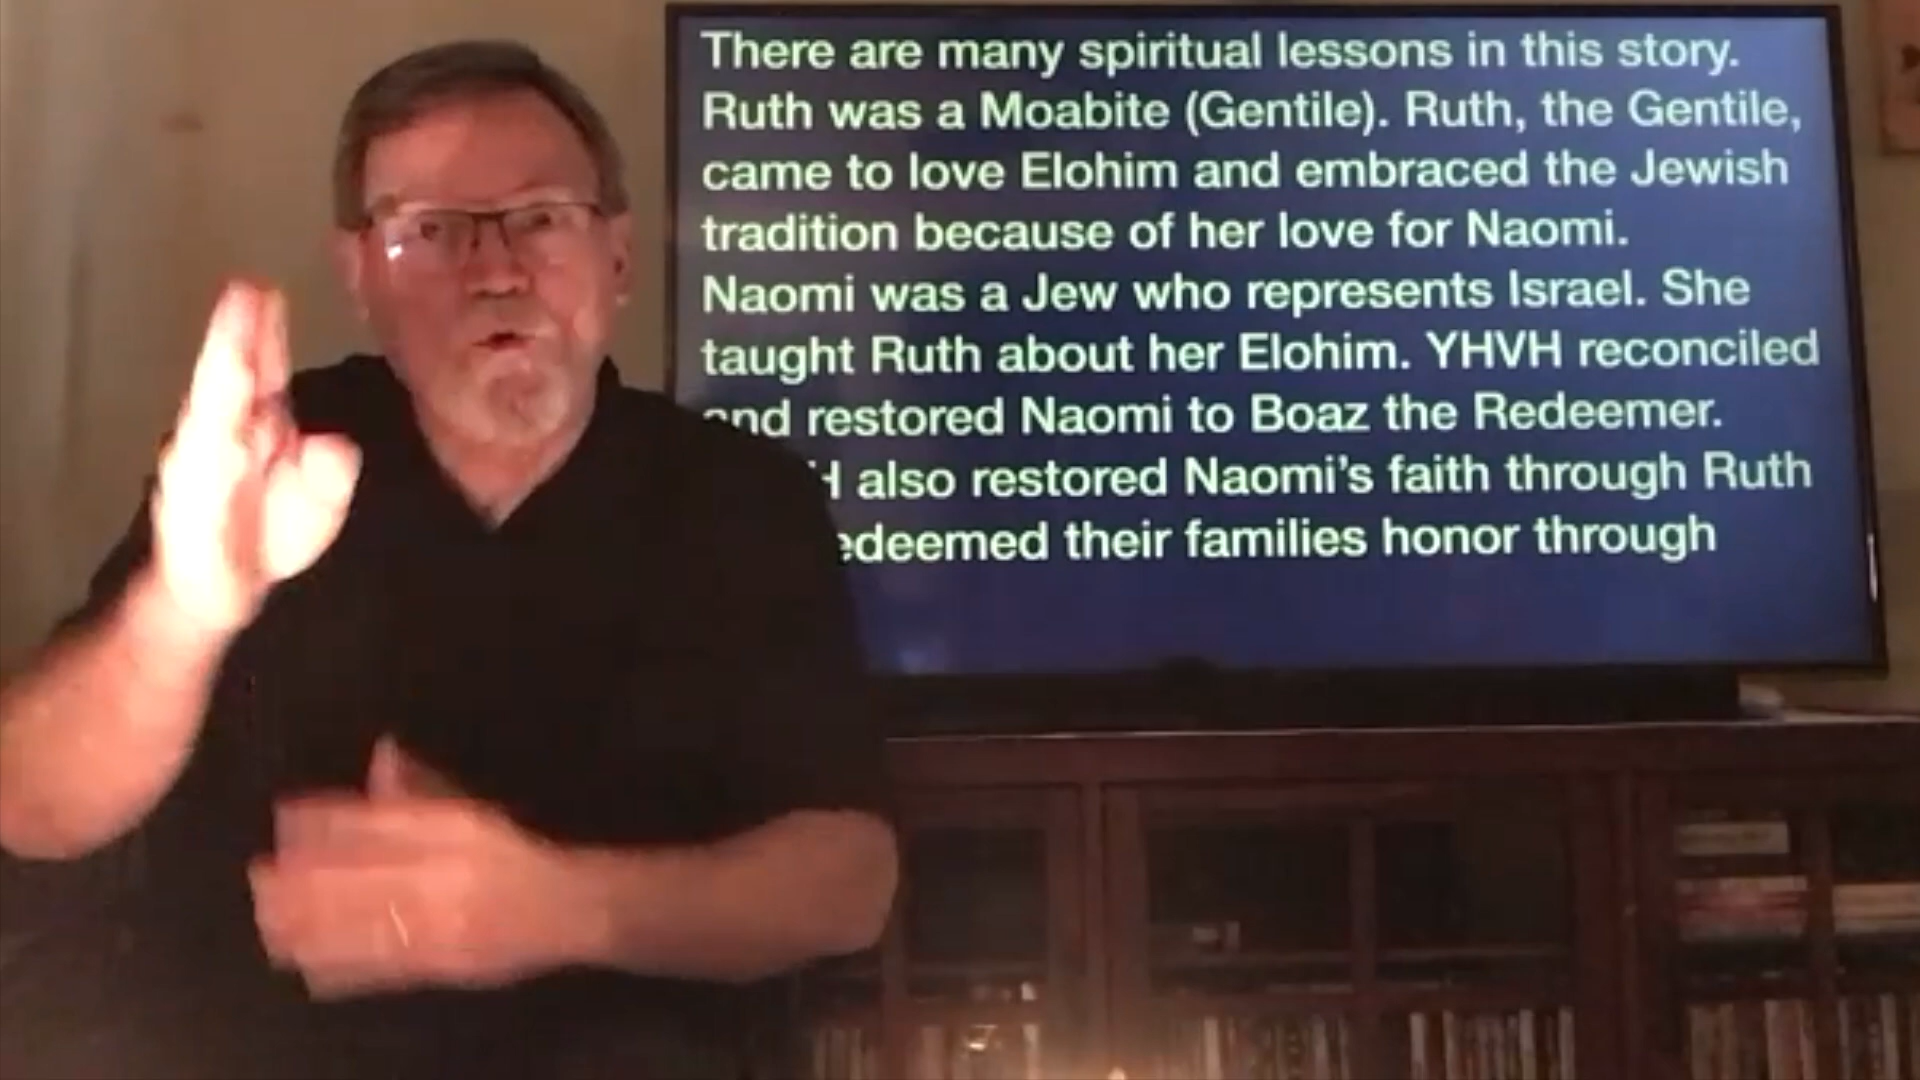 There are many spiritual lessons in this story.
Ruth was a Moabite (Gentile). Ruth, the Gentile,
came to love Elohim and embraced the Jewish
tradition because of her love for Naomi.
Naomi was a Jew who represents Israel. She
taught Ruth about her Elohim. YHVH reconciled
and restored Naomi to Boaz the Redeemer.
also restored Naomi’s faith through Ruth
their families honor through